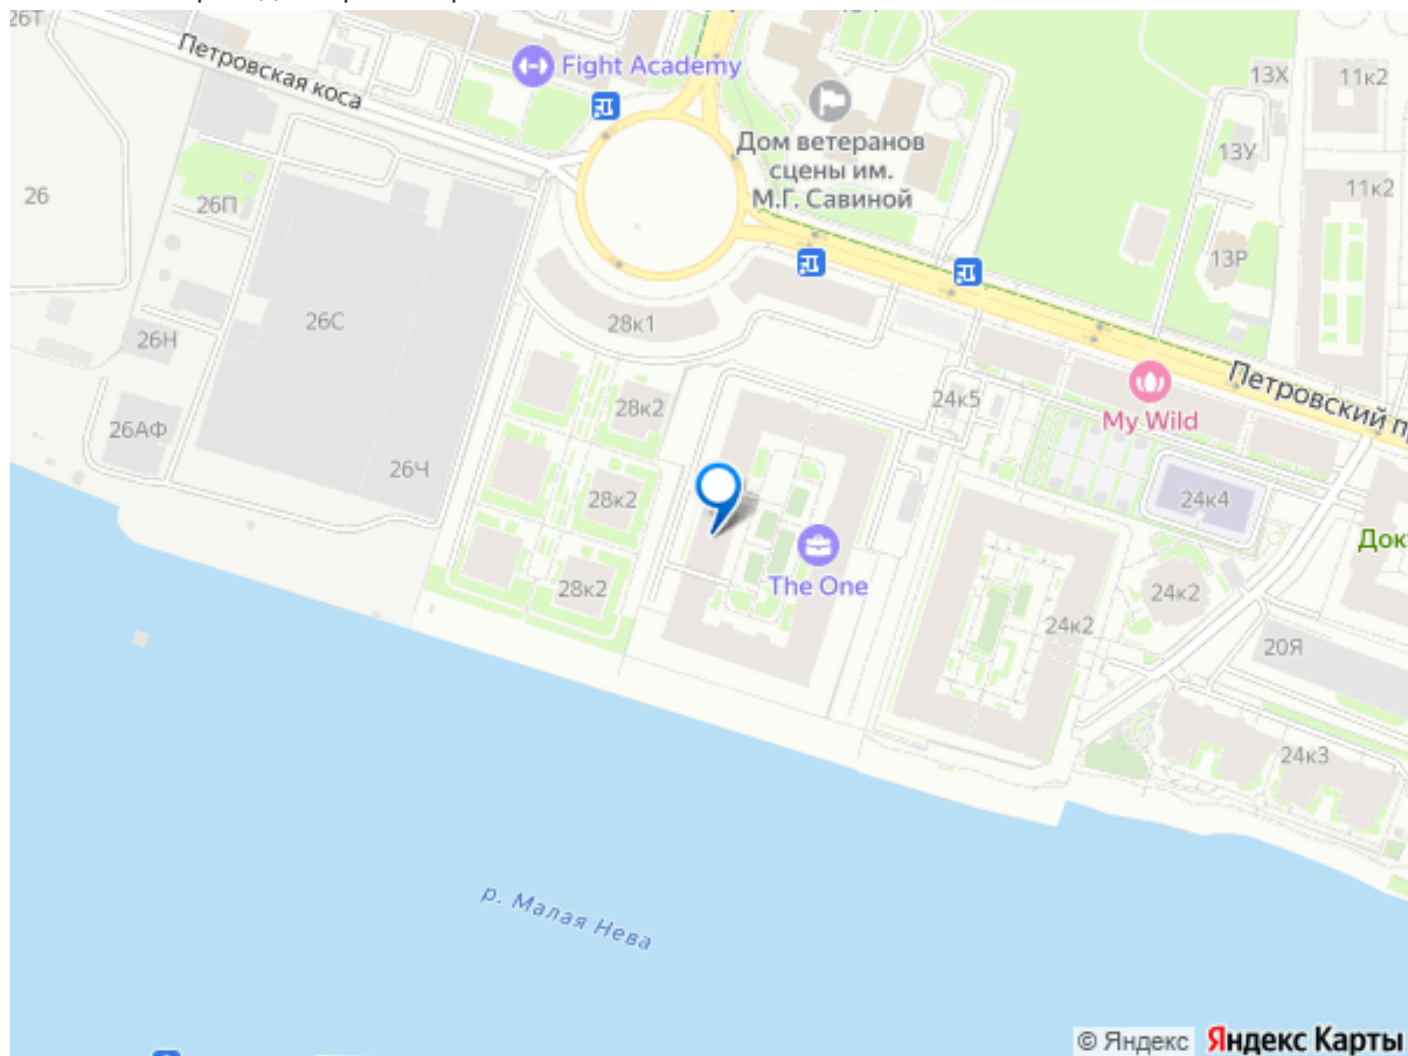 26Т
Петровская коса
Fight Academy
13Х
11к2
Дом ветеранов
сцены им.
М.Г. Савиной
13У
11к2
26
26П
13Р
26С
28к1
26Н
Петровский п
28к2
24к5
My Wild
26АФ
26Ч
28к2
24к4
Док
The One
28к2
24к2
24к2
20Я
24к3
р. Малая Нева
© Яндекс Яндекс Карты